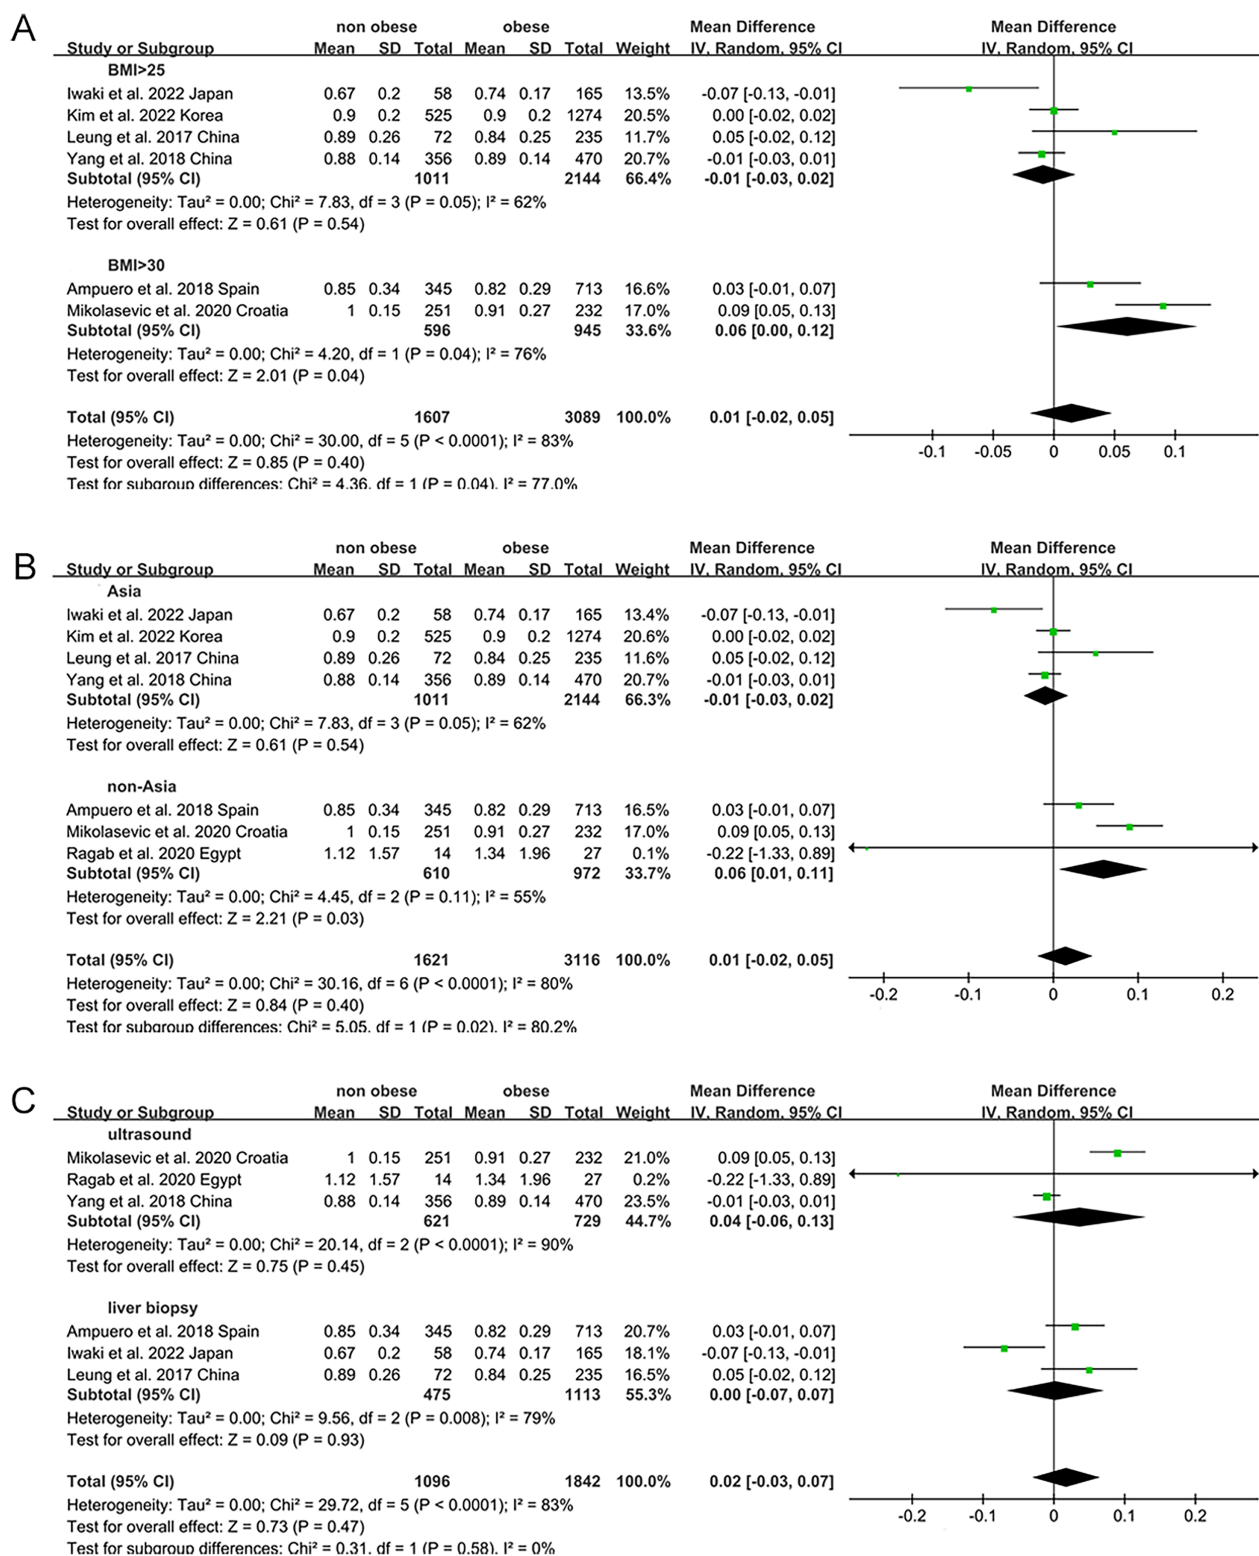 A
non obese obese Mean Difference Mean Difference
Study or Subgroup Mean SD Total Mean SD Total Weight IV, Random, 95% CI IV, Random, 95% CI
BMI>25
Iwaki et al. 2022 Japan 0.67 0.2 58 0.74 0.17 165 13.5% -0.07 [-0.13, -0.01]
Kim et al. 2022 Korea 0.9 0.2 525 0.9 0.2 1274 20.5% 0.00 [-0.02, 0.02]
Leung et al. 2017 China 0.89 0.26 72 0.84 0.25 235 11.7% 0.05 [-0.02, 0.12]
Yang et al. 2018 China 0.88 0.14 356 0.89 0.14 470 20.7% -0.01 [-0.03, 0.01]
Subtotal (95% CI) 1011 2144 66.4% -0.01 [-0.03, 0.02]
Heterogeneity: Tau² = 0.00; Chi² = 7.83, df = 3 (P = 0.05); I² = 62%
Test for overall effect: Z = 0.61 (P = 0.54)
BMI>30
Ampuero et al. 2018 Spain 0.85 0.34 345 0.82 0.29 713 16.6% 0.03 [-0.01, 0.07]
Mikolasevic et al. 2020 Croatia 1 0.15 251 0.91 0.27 232 17.0% 0.09 [0.05, 0.13]
Subtotal (95% CI) 596 945 33.6% 0.06 [0.00, 0.12]
Heterogeneity: Tau² = 0.00; Chi² = 4.20, df = 1 (P = 0.04); I² = 76%
Test for overall effect: Z = 2.01 (P = 0.04)
Total (95% CI) 1607 3089 100.0% 0.01 [-0.02, 0.05]
Heterogeneity: Tau² = 0.00; Chi² = 30.00, df = 5 (P < 0.0001); I² = 83%
Test for overall effect: Z = 0.85 (P = 0.40)
Test for subgroup differences: Chi² = 4.36, df = 1 (P = 0.04), I² = 77.0%
-0.1 -0.05 0 0.05 0.1
B
non obese obese Mean Difference Mean Difference
Study or Subgroup Mean SD Total Mean SD Total Weight IV, Random, 95% CI IV, Random, 95% CI
Asia
Iwaki et al. 2022 Japan 0.67 0.2 58 0.74 0.17 165 13.4% -0.07 [-0.13, -0.01]
Kim et al. 2022 Korea 0.9 0.2 525 0.9 0.2 1274 20.6% 0.00 [-0.02, 0.02]
Leung et al. 2017 China 0.89 0.26 72 0.84 0.25 235 11.6% 0.05 [-0.02, 0.12]
Yang et al. 2018 China 0.88 0.14 356 0.89 0.14 470 20.7% -0.01 [-0.03, 0.01]
Subtotal (95% CI) 1011 2144 66.3% -0.01 [-0.03, 0.02]
Heterogeneity: Tau² = 0.00; Chi² = 7.83, df = 3 (P = 0.05); I² = 62%
Test for overall effect: Z = 0.61 (P = 0.54)
non-Asia
Ampuero et al. 2018 Spain 0.85 0.34 345 0.82 0.29 713 16.5% 0.03 [-0.01, 0.07]
Mikolasevic et al. 2020 Croatia 1 0.15 251 0.91 0.27 232 17.0% 0.09 [0.05, 0.13]
Ragab et al. 2020 Egypt 1.12 1.57 14 1.34 1.96 27 0.1% -0.22 [-1.33, 0.89]
Subtotal (95% CI) 610 972 33.7% 0.06 [0.01, 0.11]
Heterogeneity: Tau² = 0.00; Chi² = 4.45, df = 2 (P = 0.11); I² = 55%
Test for overall effect: Z = 2.21 (P = 0.03)
Total (95% CI) 1621 3116 100.0% 0.01 [-0.02, 0.05]
Heterogeneity: Tau² = 0.00; Chi² = 30.16, df = 6 (P < 0.0001); I² = 80%
Test for overall effect: Z = 0.84 (P = 0.40)
Test for subgroup differences: Chi² = 5.05, df = 1 (P = 0.02), I² = 80.2%
-0.2 -0.1 0 0.1 0.2
C
non obese obese Mean Difference Mean Difference
Study or Subgroup Mean SD Total Mean SD Total Weight IV, Random, 95% CI IV, Random, 95% CI
ultrasound
Mikolasevic et al. 2020 Croatia 1 0.15 251 0.91 0.27 232 21.0% 0.09 [0.05, 0.13]
Ragab et al. 2020 Egypt 1.12 1.57 14 1.34 1.96 27 0.2% -0.22 [-1.33, 0.89]
Yang et al. 2018 China 0.88 0.14 356 0.89 0.14 470 23.5% -0.01 [-0.03, 0.01]
Subtotal (95% CI) 621 729 44.7% 0.04 [-0.06, 0.13]
Heterogeneity: Tau² = 0.00; Chi² = 20.14, df = 2 (P < 0.0001); I² = 90%
Test for overall effect: Z = 0.75 (P = 0.45)
liver biopsy
Ampuero et al. 2018 Spain 0.85 0.34 345 0.82 0.29 713 20.7% 0.03 [-0.01, 0.07]
Iwaki et al. 2022 Japan 0.67 0.2 58 0.74 0.17 165 18.1% -0.07 [-0.13, -0.01]
Leung et al. 2017 China 0.89 0.26 72 0.84 0.25 235 16.5% 0.05 [-0.02, 0.12]
Subtotal (95% CI) 475 1113 55.3% 0.00 [-0.07, 0.07]
Heterogeneity: Tau² = 0.00; Chi² = 9.56, df = 2 (P = 0.008); I² = 79%
Test for overall effect: Z = 0.09 (P = 0.93)
Total (95% CI) 1096 1842 100.0% 0.02 [-0.03, 0.07]
Heterogeneity: Tau² = 0.00; Chi² = 29.72, df = 5 (P < 0.0001); I² = 83%
Test for overall effect: Z = 0.73 (P = 0.47)
Test for subgroup differences: Chi² = 0.31, df = 1 (P = 0.58), I² = 0%
-0.2 -0.1 0 0.1 0.2